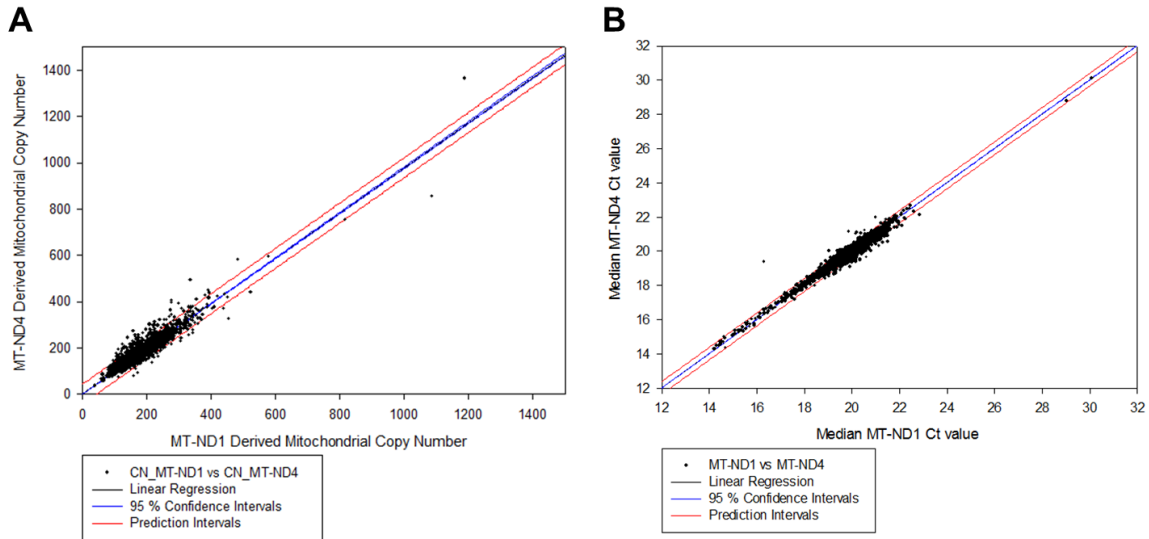 A
B
MT-ND4 Derived Mitochondrial Copy Number
1400
1200
1000
800
600
400
200
0
0 200 400 600 800 1000 1200 1400
MT-ND1 Derived Mitochondrial Copy Number
CN_MT-ND1 vs CN_MT-ND4
Linear Regression
95 % Confidence Intervals
Prediction Intervals
Median MT-ND4 Ct value
32
30
28
26
24
22
20
18
16
14
12
12 14 16 18 20 22 24 26 28 30 32
Median MT-ND1 Ct value
MT-ND1 vs MT-ND4
Linear Regression
95 % Confidence Intervals
Prediction Intervals